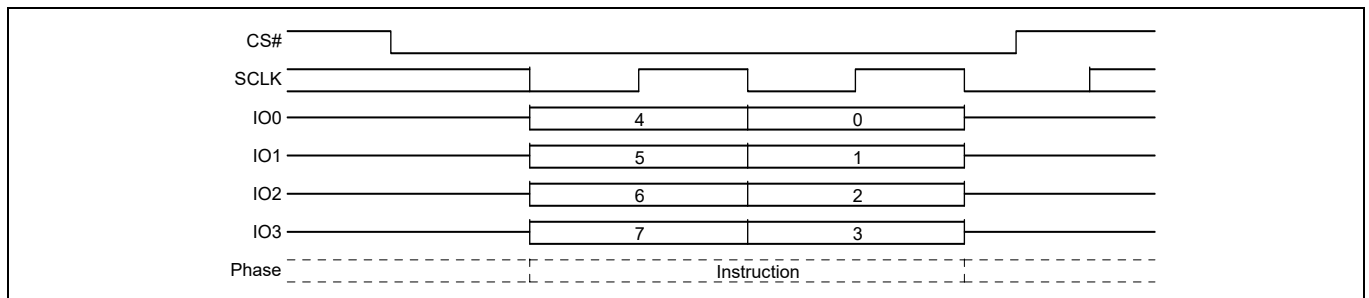 CS#
SCLK
IO0 4 0
IO1 5 1
IO2 6 2
IO3 7 3
Phase Instruction